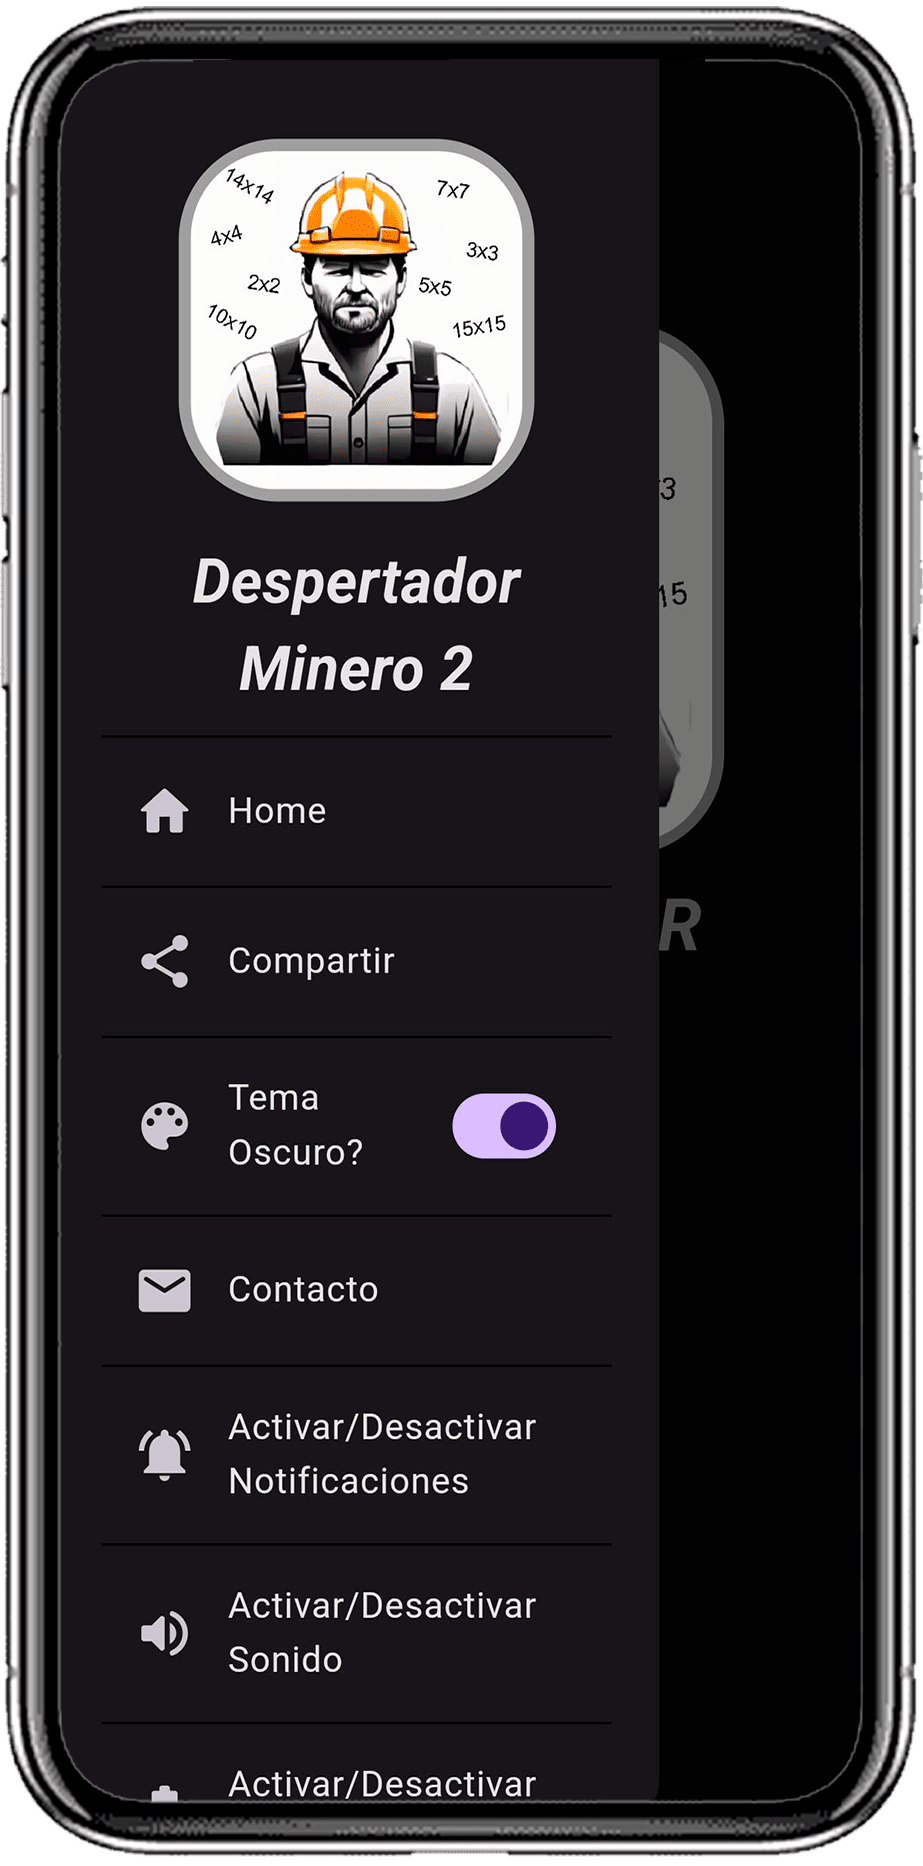 14x14
7x7
4x4
3x3
2x2
5x5
10x10
15x15
Despertador
Minero 2
Home
Compartir
Tema
Oscuro?
Contacto
Activar/Desactivar
Notificaciones
Activar/Desactivar
Sonido
Activar/Desactivar
3
15
R